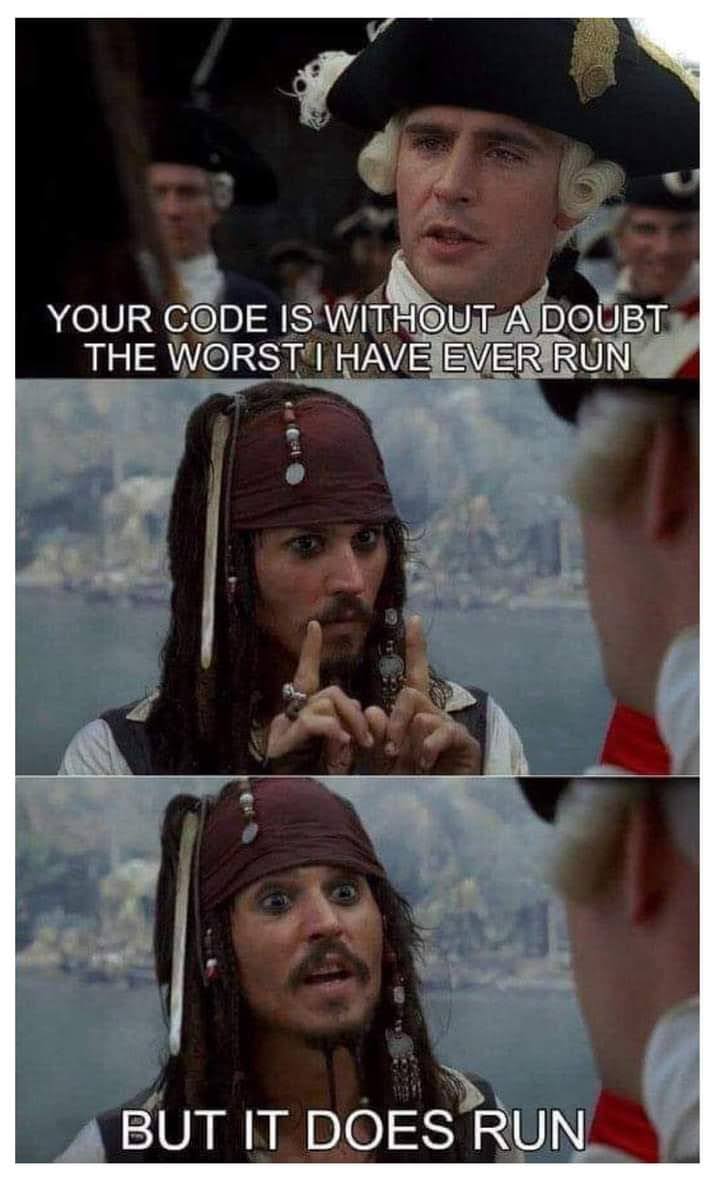 YOUR CODE IS WITHOUT A DOUBT
THE WORST I HAVE EVER RUN
BUT IT DOES RUN